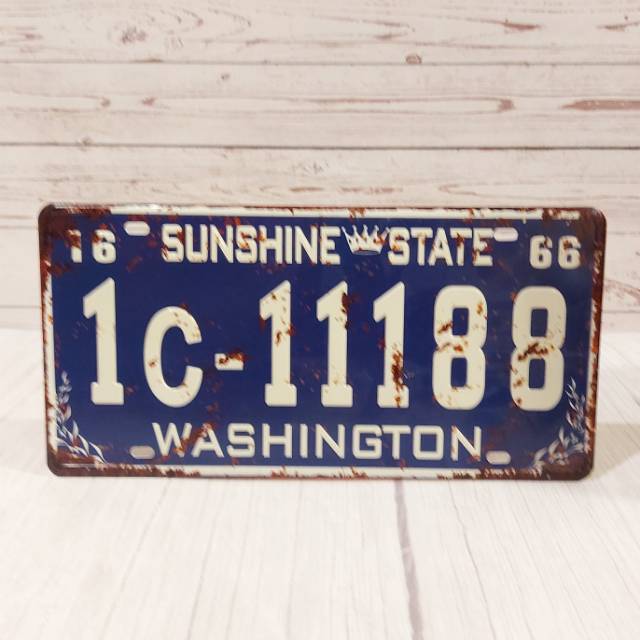 16 SUNSHINE STATE 66
1C-11188
WASHINGTON